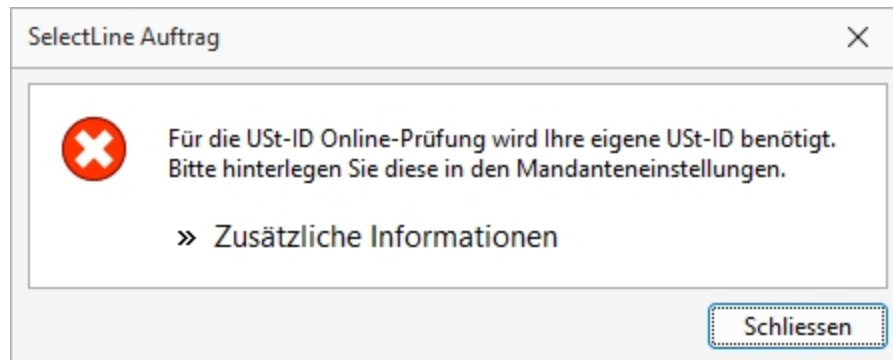 SelectLine Auftrag
Für die USt-ID Online-Prüfung wird Ihre eigene USt-ID benötigt.
Bitte hinterlegen Sie diese in den Mandanteneinstellungen.
» Zusätzliche Informationen
Schliessen